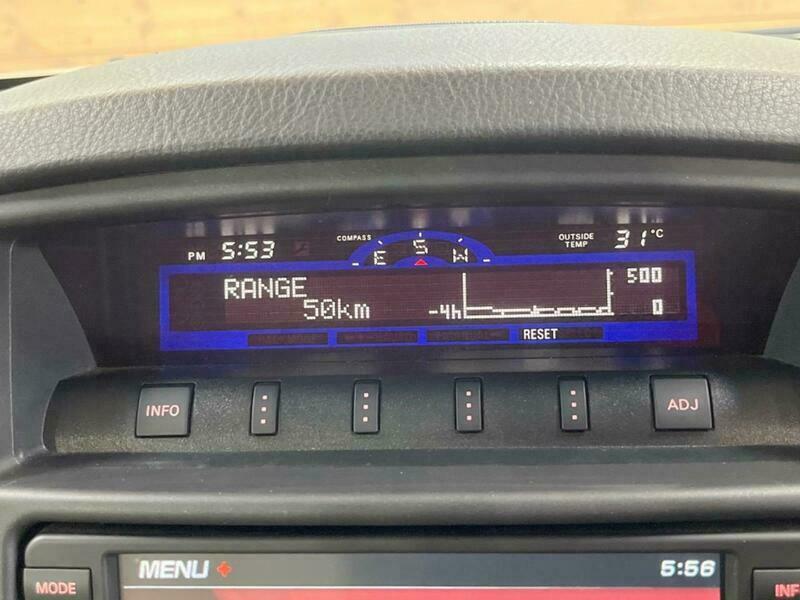 PM 5:53
COMPASS
E S W
OUTSIDE
TEMP
31°C
RANGE
50km
-4h
500
0
RESET
INFO
ADJ
MODE
MENU
5:56
INF